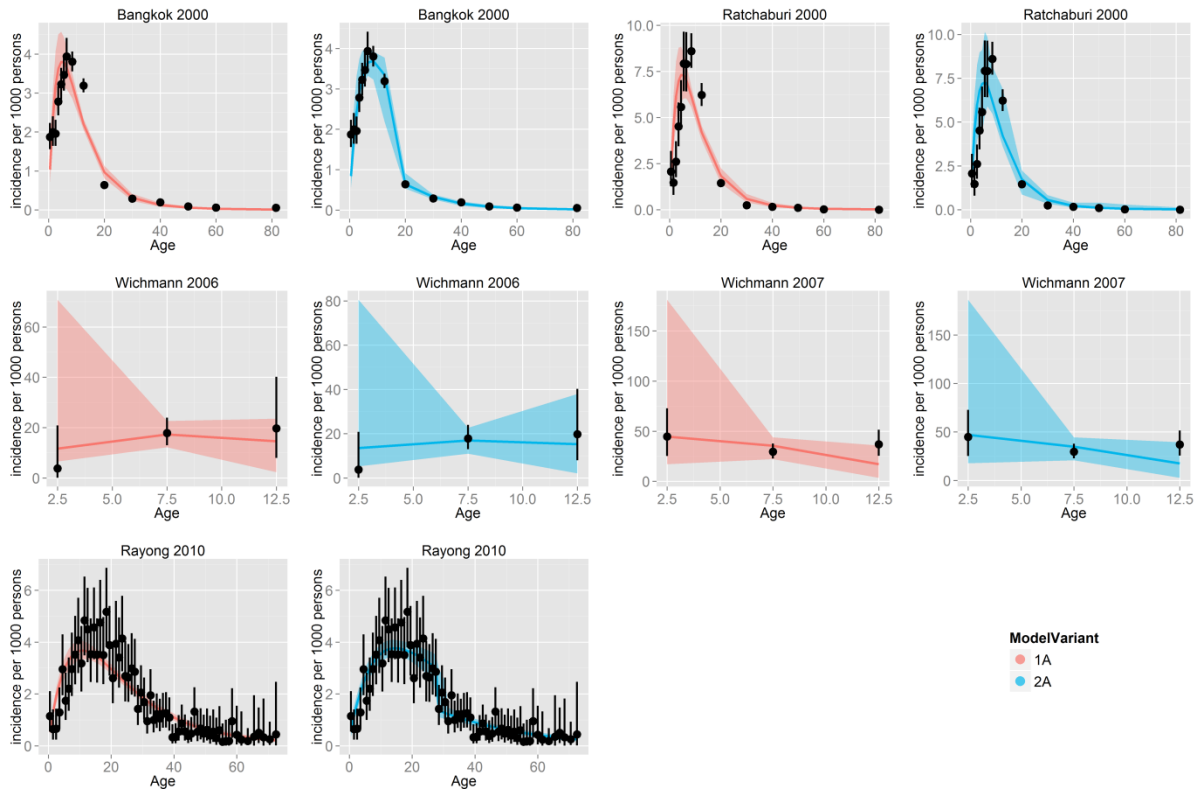 Bangkok 2000
Bangkok 2000
Ratchaburi 2000
Ratchaburi 2000
incidence per 1000 persons
4
3
2
1
0
0 20 40 60 80
Age
incidence per 1000 persons
4
3
2
1
0
0 20 40 60 80
Age
incidence per 1000 persons
10.0
7.5
5.0
2.5
0.0
0 20 40 60 80
Age
incidence per 1000 persons
10.0
7.5
5.0
2.5
0.0
0 20 40 60 80
Age
Wichmann 2006
Wichmann 2006
Wichmann 2007
Wichmann 2007
incidence per 1000 persons
60
40
20
0
2.5 5.0 7.5 10.0 12.5
Age
incidence per 1000 persons
80
60
40
20
0
2.5 5.0 7.5 10.0 12.5
Age
incidence per 1000 persons
150
100
50
0
2.5 5.0 7.5 10.0 12.5
Age
incidence per 1000 persons
150
100
50
0
2.5 5.0 7.5 10.0 12.5
Age
Rayong 2010
Rayong 2010
incidence per 1000 persons
6
4
2
0
0 20 40 60
Age
incidence per 1000 persons
6
4
2
0
0 20 40 60
Age
ModelVariant
1A
2A